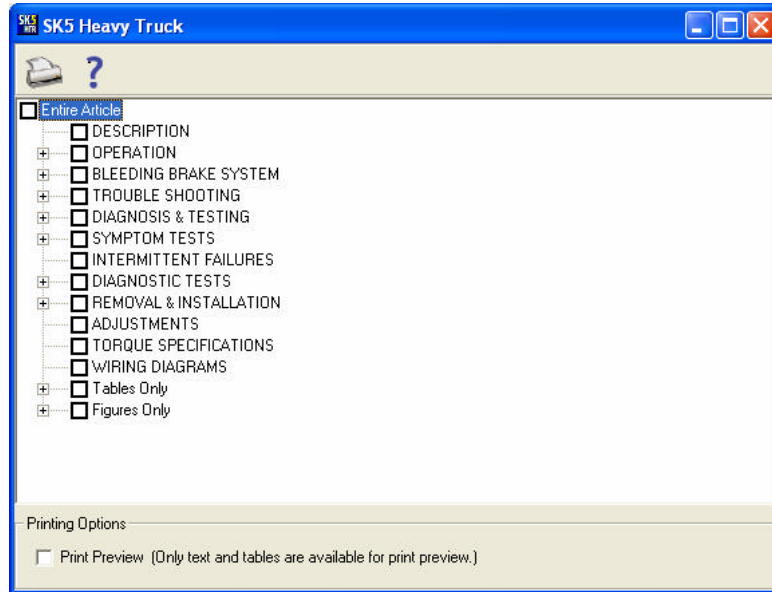 SK5 HTR SK5 Heavy Truck
?
Entire Article
DESCRIPTION
OPERATION
BLEEDING BRAKE SYSTEM
TROUBLE SHOOTING
DIAGNOSIS & TESTING
SYMPTOM TESTS
INTERMITTENT FAILURES
DIAGNOSTIC TESTS
REMOVAL & INSTALLATION
ADJUSTMENTS
TORQUE SPECIFICATIONS
WIRING DIAGRAMS
Tables Only
Figures Only
Printing Options
Print Preview (Only text and tables are available for print preview.)